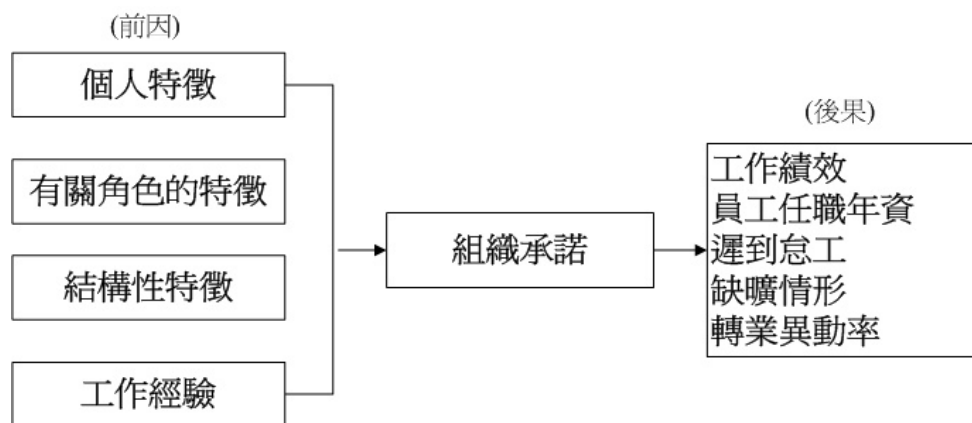 (前因)
個人特徵
有關角色的特徵
結構性特徵
工作經驗
組織承諾
(後果)
工作績效
員工任職年資
遲到怠工
缺曠情形
轉業異動率